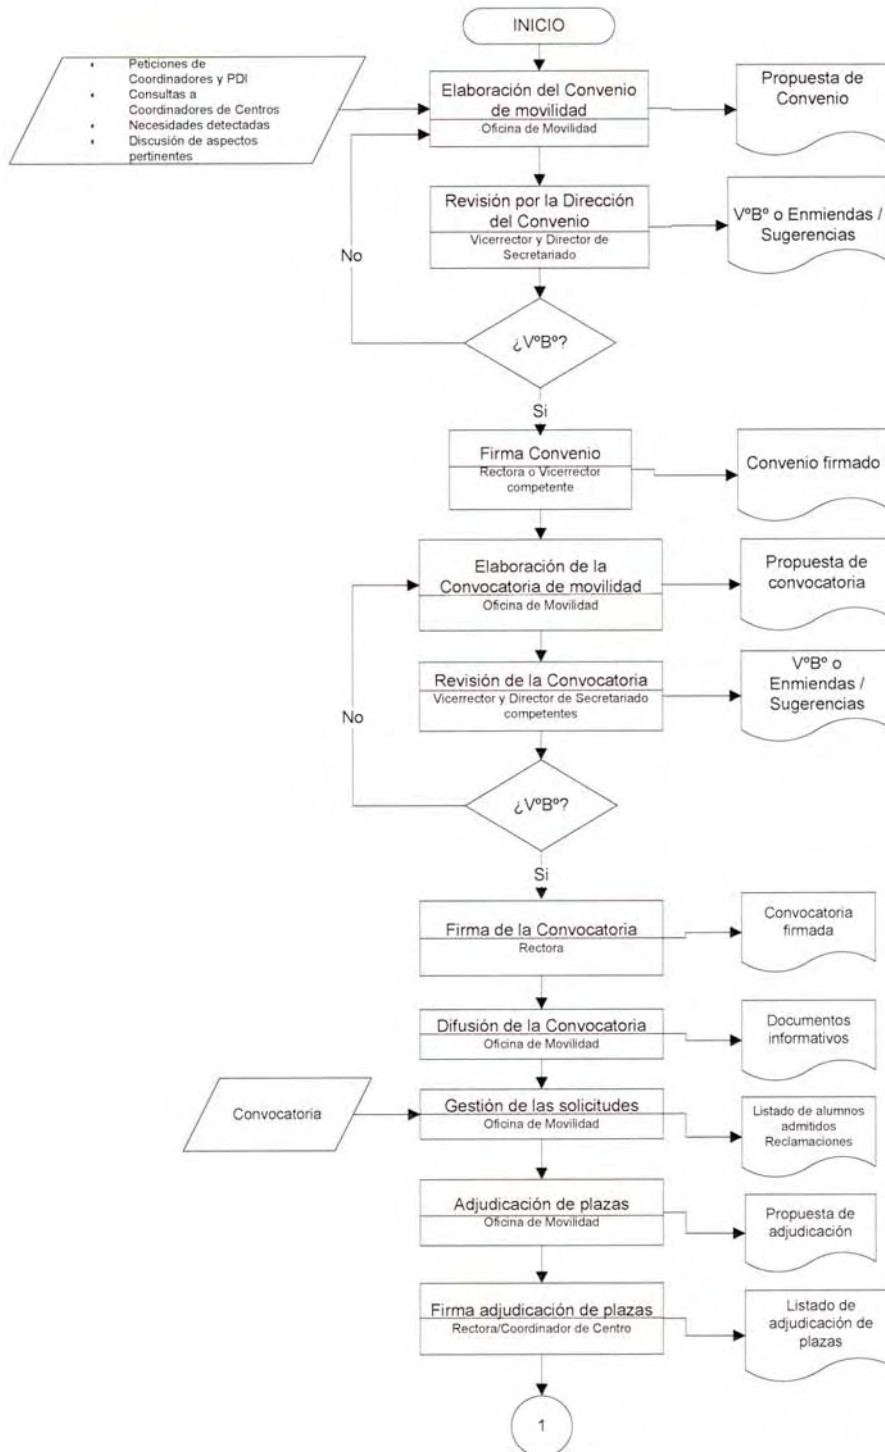 INICIO
Peticiones de
Coordinadores y PDI
Consultas a
Coordinadores de Centros
Necesidades detectadas
Discusión de aspectos
pertinentes
Elaboración del Convenio
de movilidad
Oficina de Movilidad
Propuesta de
Convenio
Revisión por la Dirección
del Convenio
Vicerrector y Director de
Secretariado
VºBº o Enmiendas /
Sugerencias
No
¿VºBº?
Si
Firma Convenio
Rectora o Vicerrector
competente
Convenio firmado
Elaboración de la
Convocatoria de movilidad
Oficina de Movilidad
Propuesta de
convocatoria
Revisión de la Convocatoria
Vicerrector y Director de Secretariado
competentes
VºBº o
Enmiendas /
Sugerencias
No
¿VºBº?
Si
Firma de la Convocatoria
Rectora
Convocatoria
firmada
Difusión de la Convocatoria
Oficina de Movilidad
Documentos
informativos
Convocatoria
Gestión de las solicitudes
Oficina de Movilidad
Listado de alumnos
admitidos
Reclamaciones
Adjudicación de plazas
Oficina de Movilidad
Propuesta de
adjudicación
Firma adjudicación de plazas
Rectora/Coordinador de Centro
Listado de
adjudicación de
plazas
1